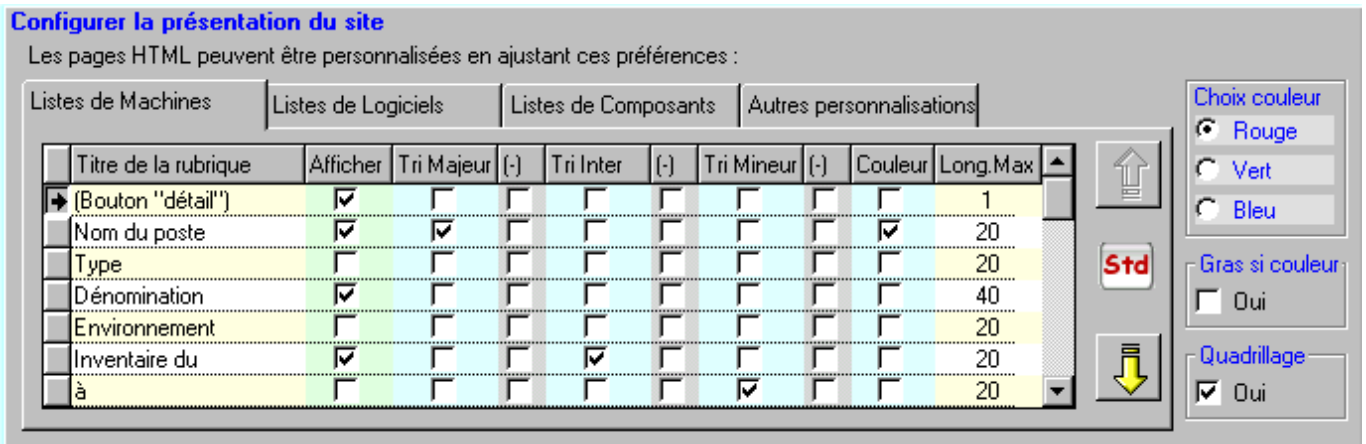 Configurer la présentation du site
Les pages HTML peuvent être personnalisées en ajustant ces préférences :
Listes de Machines Listes de Logiciels Listes de Composants Autres personnalisations
Titre de la rubrique Afficher Tri Majeur (-) Tri Inter (-) Tri Mineur (-) Couleur Long.Max
(Bouton "détail") 1
Nom du poste 20
Type 20
Dénomination 40
Environnement 20
Inventaire du 20
à 20
Std
Choix couleur
Rouge
Vert
Bleu
Gras si couleur
Oui
Quadrillage
Oui